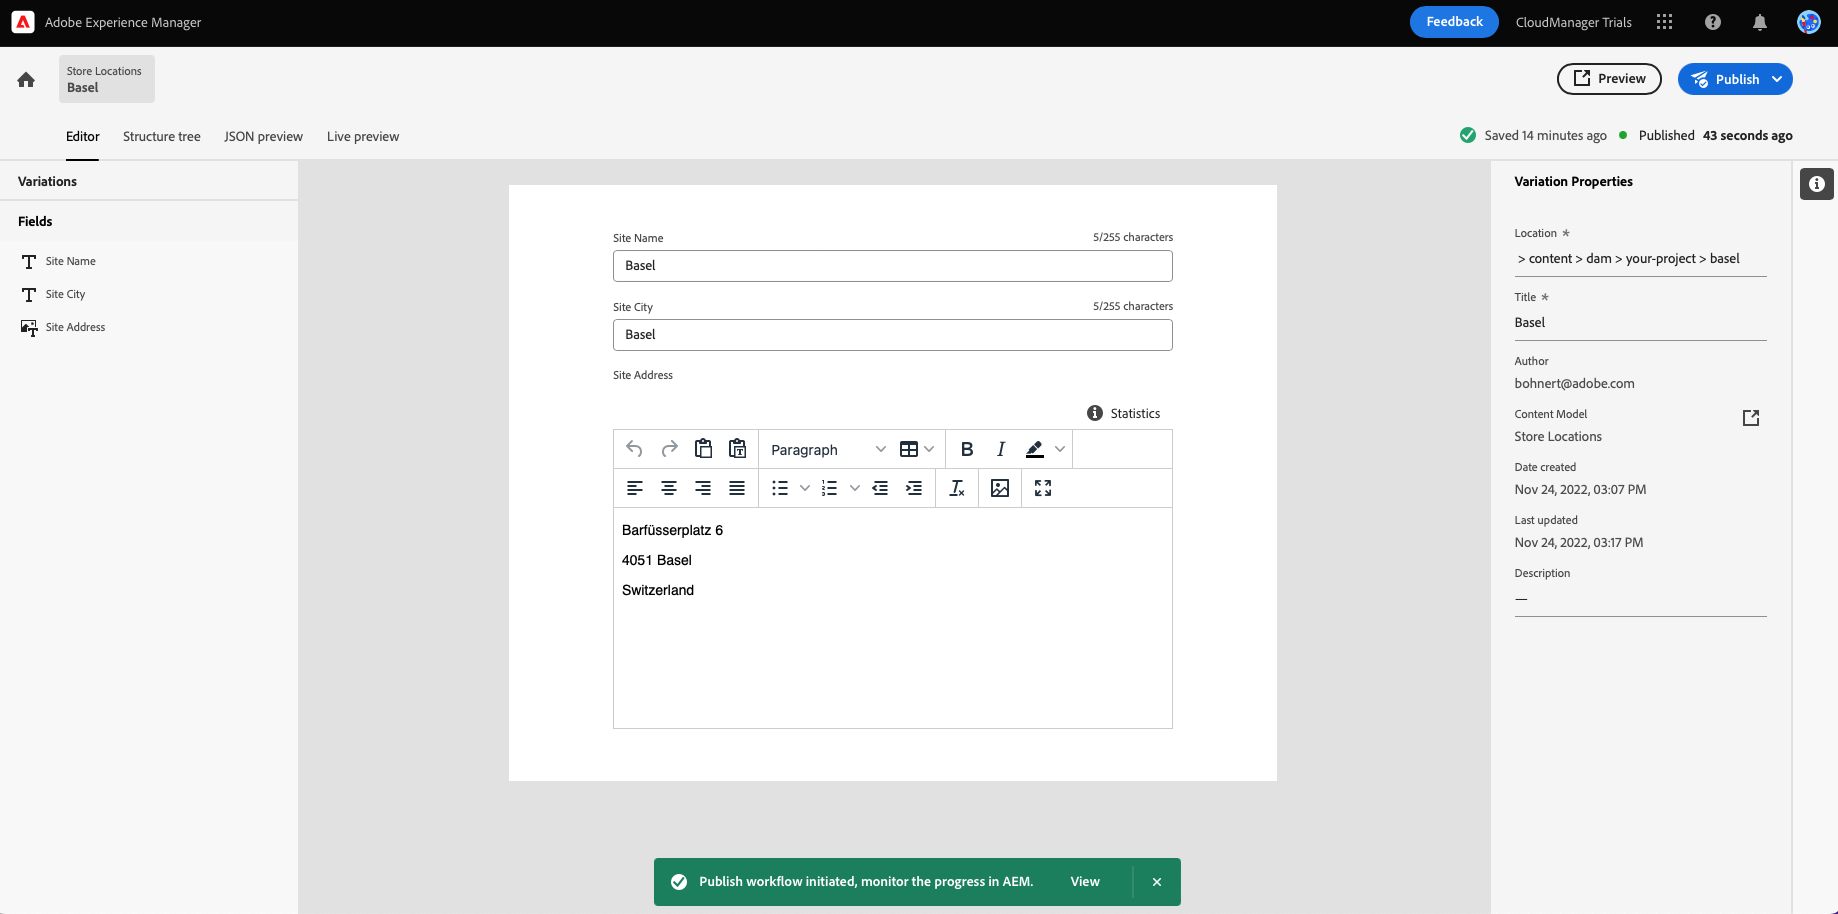 Adobe Experience Manager
Feedback
CloudManager Trials
Store Locations
Basel
Preview
Publish
Editor
Structure tree
JSON preview
Live preview
Saved 14 minutes ago
Published 43 seconds ago
Variations
Fields
Site Name
Site City
Site Address
Site Name
5/255 characters
Basel
Site City
5/255 characters
Basel
Site Address
Statistics
Paragraph
B I
Barfüsserplatz 6
4051 Basel
Switzerland
Variation Properties
Location *
> content > dam > your-project > basel
Title *
Basel
Author
bohnert@adobe.com
Content Model
Store Locations
Date created
Nov 24, 2022, 03:07 PM
Last updated
Nov 24, 2022, 03:17 PM
Description
—
Publish workflow initiated, monitor the progress in AEM.
View